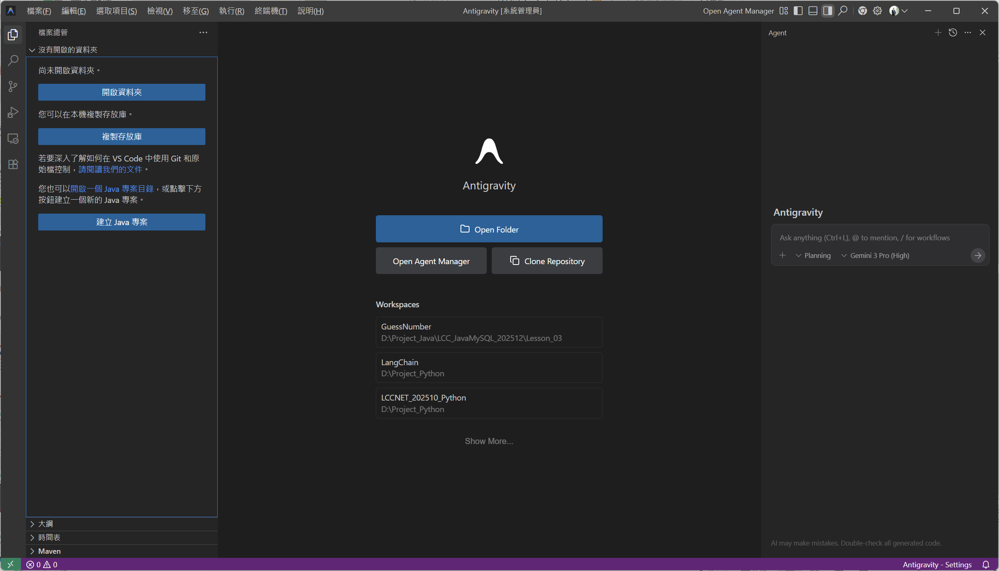 檔案(F) 編輯(E) 選取項目(S) 檢視(V) 移至(G) 執行(R) 終端機(T) 說明(H)
Antigravity [系統管理員]
Open Agent Manager
檔案總管
沒有開啟的資料夾
尚未開啟資料夾。
開啟資料夾
您可以在本機複製存放庫。
複製存放庫
若要深入了解如何在 VS Code 中使用 Git 和原
始檔控制，請閱讀我們的文件。
您也可以開啟一個 Java 專案目錄，或點擊下方
按鈕建立一個新的 Java 專案。
建立 Java 專案
大綱
時間表
Maven
Antigravity
Open Folder
Open Agent Manager
Clone Repository
Workspaces
GuessNumber
D:\Project_Java\LCC_JavaMySQL_202512\Lesson_03
LangChain
D:\Project_Python
LCCNET_202510_Python
D:\Project_Python
Show More...
Agent
Antigravity
Ask anything (Ctrl+L), @ to mention, / for workflows
Planning
Gemini 3 Pro (High)
AI may make mistakes. Double-check all generated code.
0 0
Antigravity - Settings